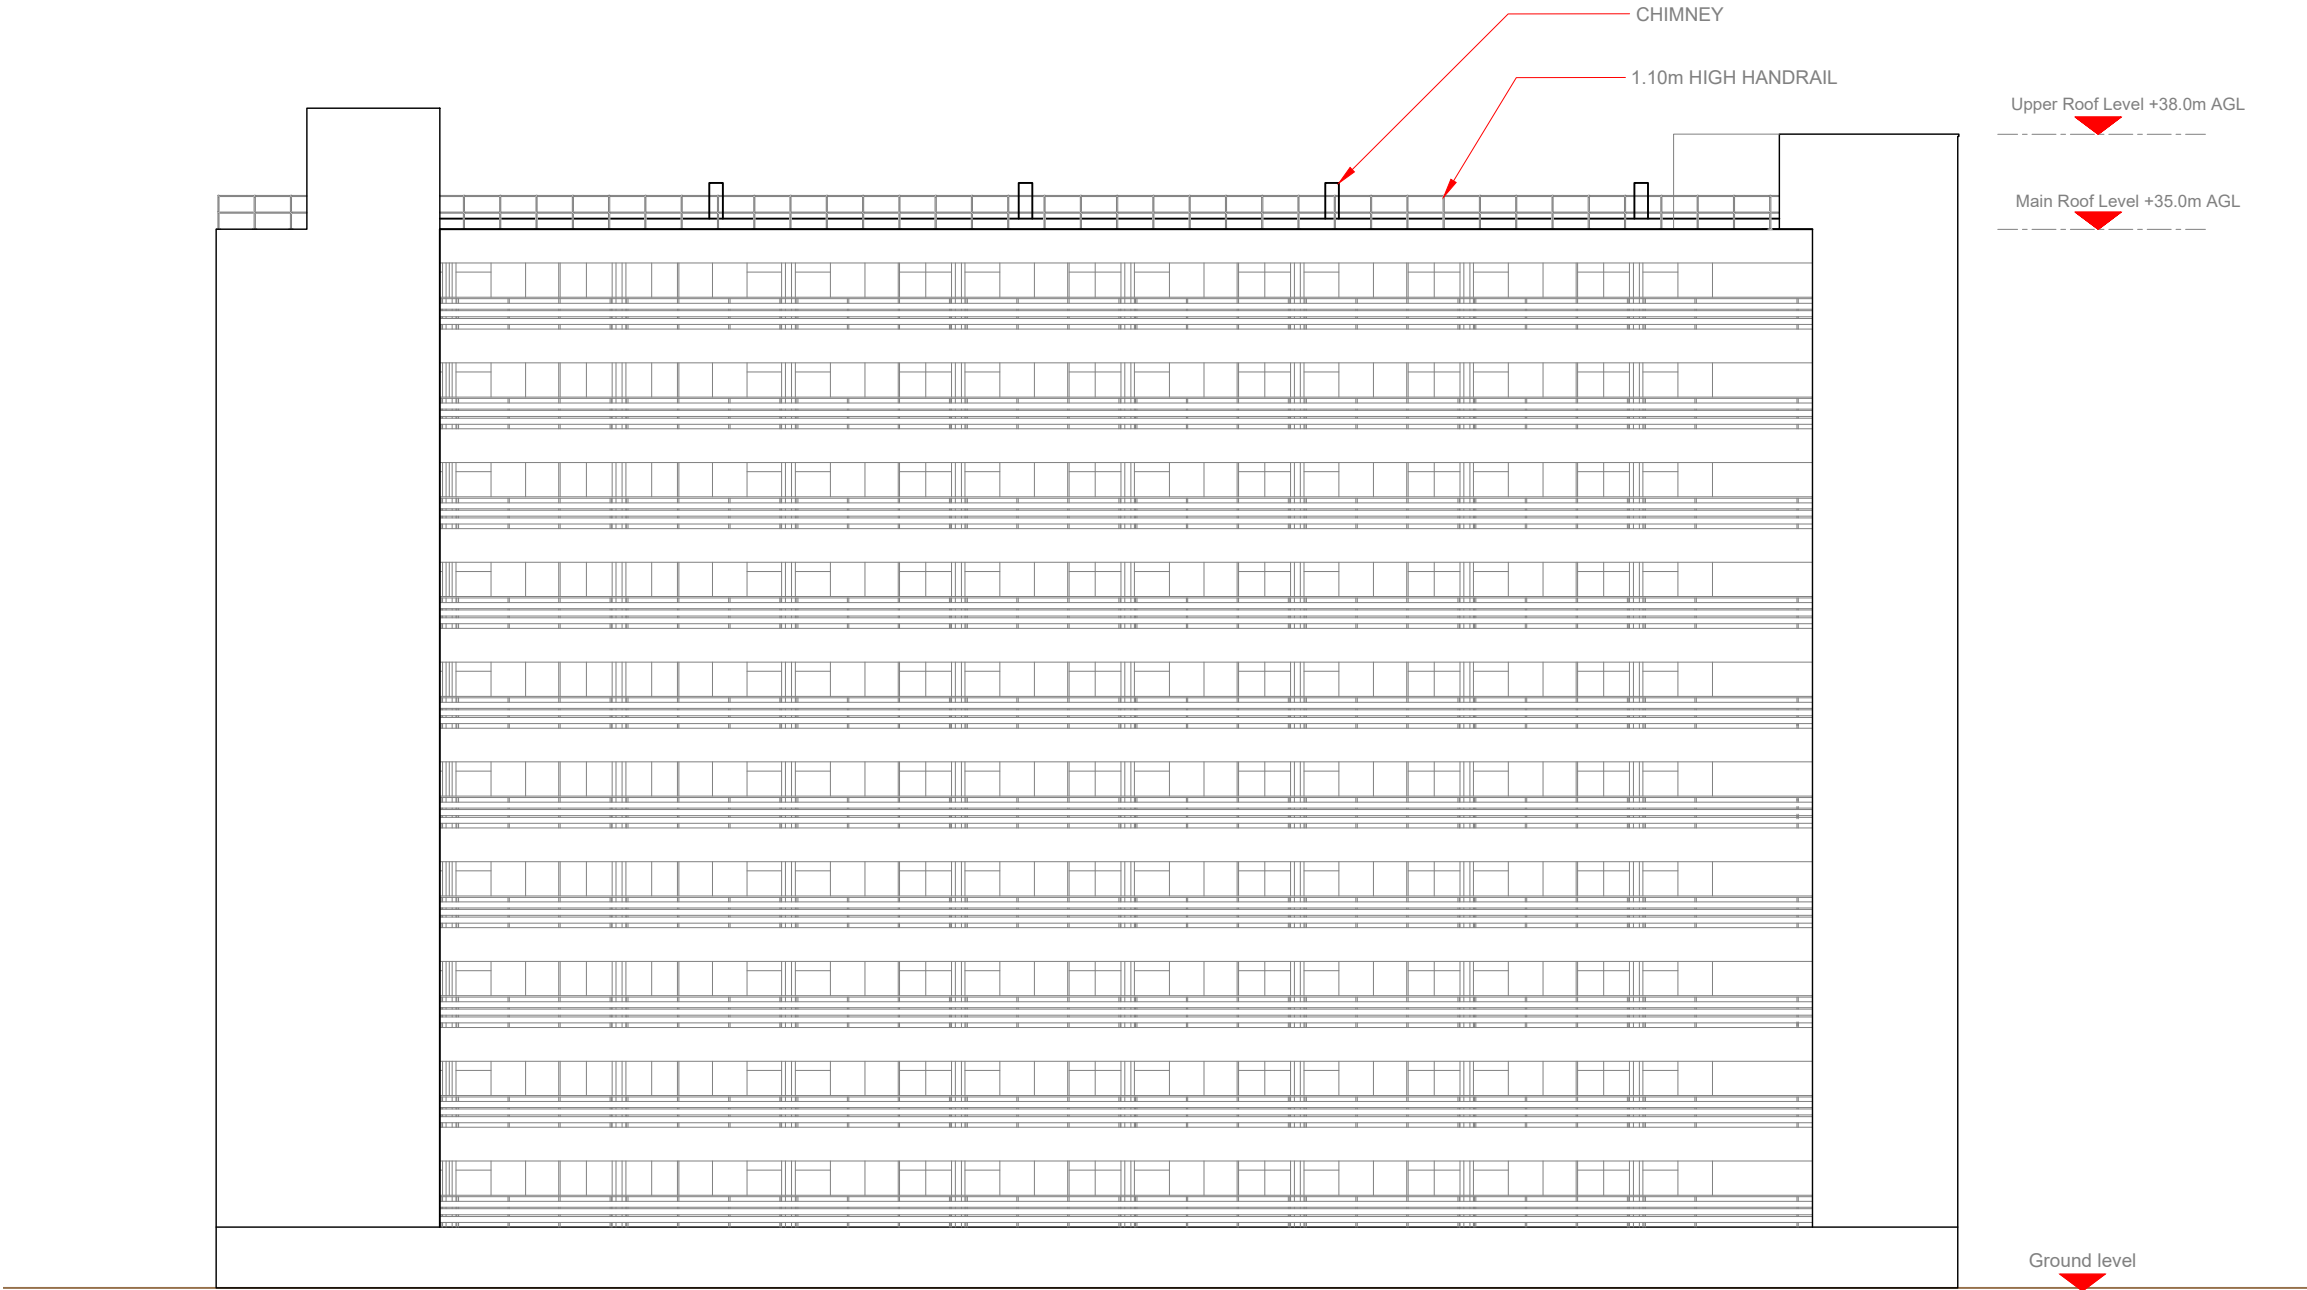 CHIMNEY
1.10m HIGH HANDRAIL
Upper Roof Level +38.0m AGL
Main Roof Level +35.0m AGL
Ground level